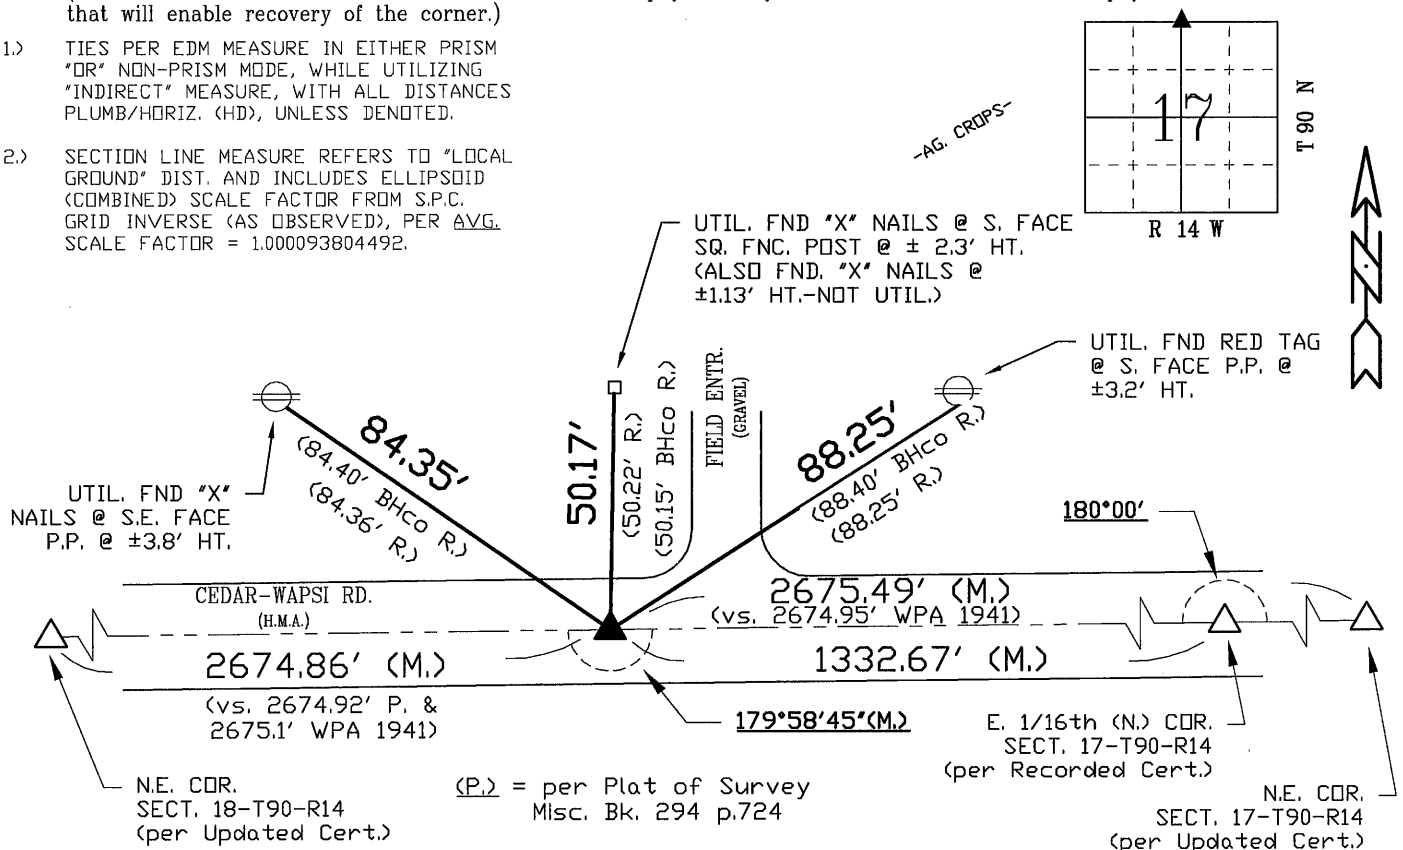 that will enable recovery of the corner.)
1.) TIES PER EDM MEASURE IN EITHER PRISM
"OR" NON-PRISM MODE, WHILE UTILIZING
"INDIRECT" MEASURE, WITH ALL DISTANCES
PLUMB/HORIZ. (HD), UNLESS DENOTED.
2.) SECTION LINE MEASURE REFERS TO "LOCAL
GROUND" DIST. AND INCLUDES ELLIPSOID
(COMBINED) SCALE FACTOR FROM S.P.C.
GRID INVERSE (AS OBSERVED), PER AVG.
SCALE FACTOR = 1.000093804492.
-AG. CROPS-
17
T 90 N
R 14 W
N
UTIL. FND "X" NAILS @ S. FACE
SQ. FNC. POST @ ± 2.3' HT.
(ALSO FND. "X" NAILS @
±1.13' HT.-NOT UTIL.)
UTIL. FND RED TAG
@ S. FACE P.P. @
±3.2' HT.
UTIL. FND "X"
NAILS @ S.E. FACE
P.P. @ ±3.8' HT.
84.35'
(84.40' BHco R.)
(84.36' R.)
50.17'
(50.22' R.)
(50.15' BHco R.)
FIELD ENTR.
(GRAVEL)
88.25'
(88.40' BHco R.)
(88.25' R.)
180°00'
CEDAR-WAPSI RD.
(H.M.A.)
2675.49' (M.)
(vs. 2674.95' WPA 1941)
2674.86' (M.)
1332.67' (M.)
(vs. 2674.92' P. &
2675.1' WPA 1941)
179°58'45"(M.)
E. 1/16th (N.) COR.
SECT. 17-T90-R14
(per Recorded Cert.)
N.E. COR.
SECT. 18-T90-R14
(per Updated Cert.)
(P.) = per Plat of Survey
Misc. Bk. 294 p.724
N.E. COR.
SECT. 17-T90-R14
(per Updated Cert.)